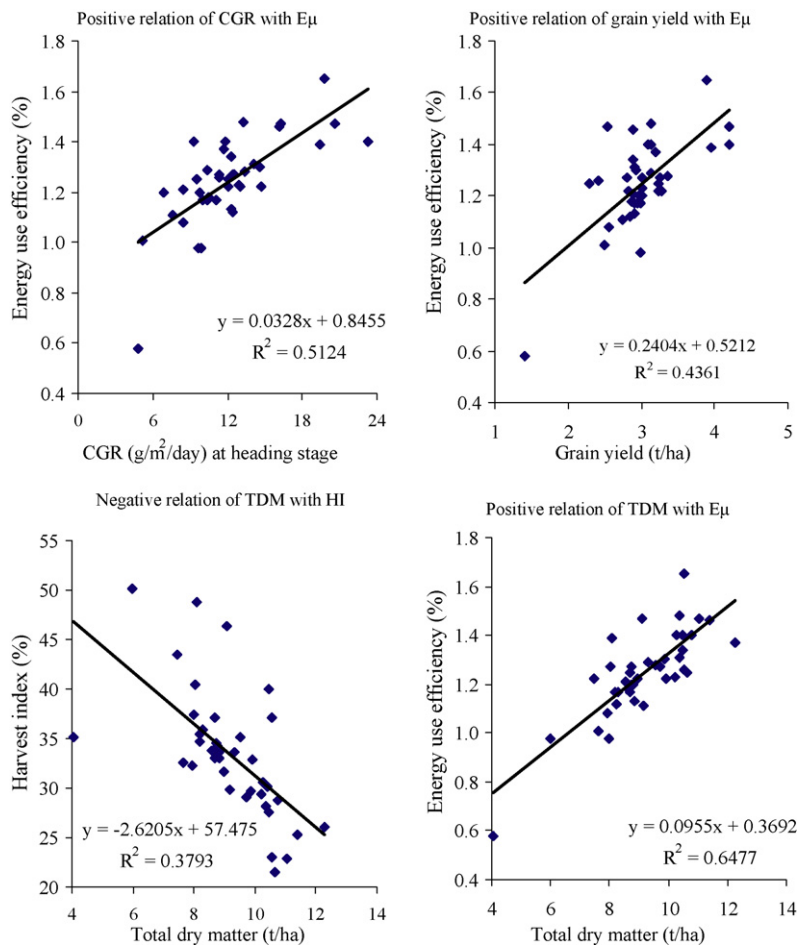 Positive relation of CGR with Eμ
1.8
1.6
1.4
1.2
1.0
0.8
0.6
0.4
Energy use efficiency (%)
y = 0.0328x + 0.8455
R² = 0.5124
0 6 12 18 24
CGR (g/m²/day) at heading stage
Positive relation of grain yield with Eμ
1.8
1.6
1.4
1.2
1.0
0.8
0.6
0.4
Energy use efficiency (%)
y = 0.2404x + 0.5212
R² = 0.4361
1 2 3 4 5
Grain yield (t/ha)
Negative relation of TDM with HI
55
50
45
40
35
30
25
20
Harvest index (%)
y = -2.6205x + 57.475
R² = 0.3793
4 6 8 10 12 14
Total dry matter (t/ha)
Positive relation of TDM with Eμ
1.8
1.6
1.4
1.2
1.0
0.8
0.6
0.4
Energy use efficiency (%)
y = 0.0955x + 0.3692
R² = 0.6477
4 6 8 10 12 14
Total dry matter (t/ha)